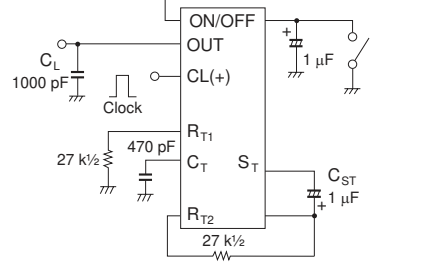 ON/OFF
OUT
+
1 µF
CL
1000 pF
CL(+)
Clock
RT1
470 pF
27 k½
CT
ST
CST
+ 1 µF
RT2
27 k½